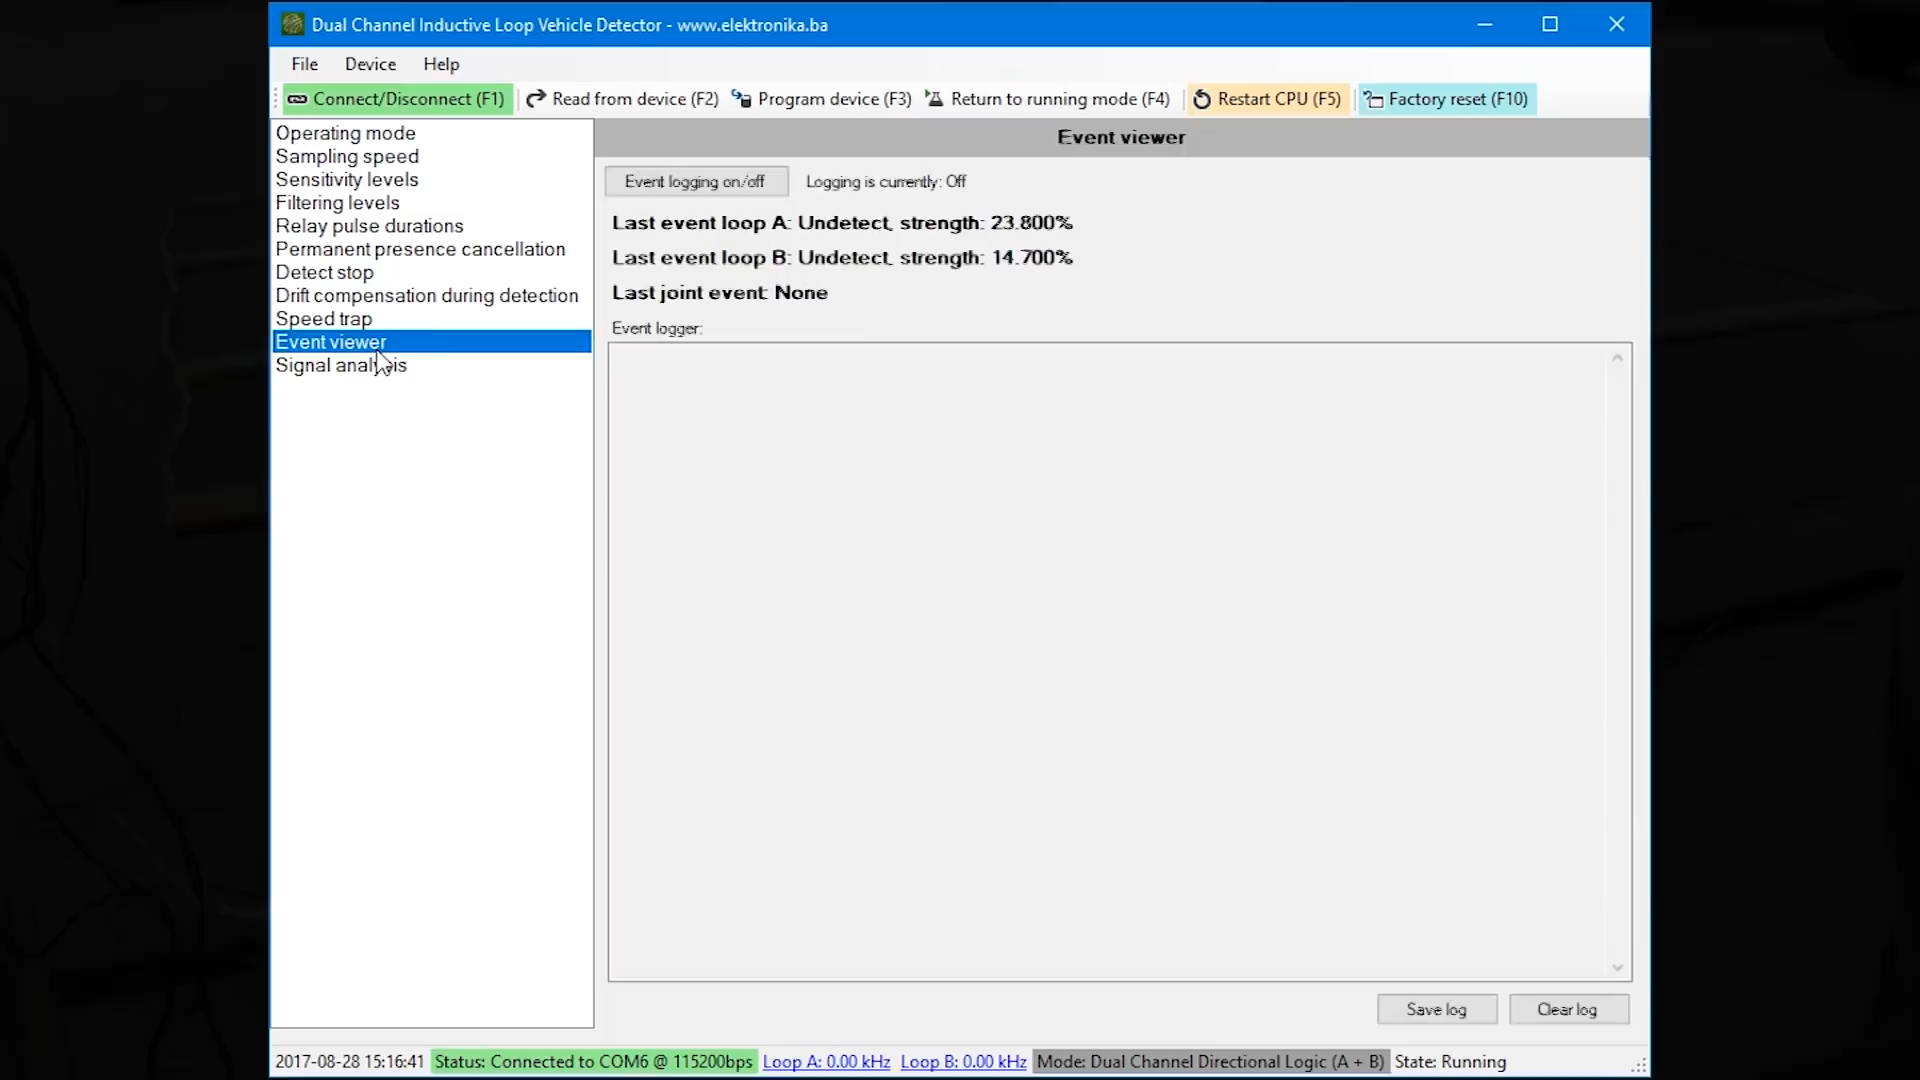 Dual Channel Inductive Loop Vehicle Detector - www.elektronika.ba
File Device Help
Connect/Disconnect (F1) Read from device (F2) Program device (F3) Return to running mode (F4) Restart CPU (F5) Factory reset (F10)
Operating mode
Sampling speed
Sensitivity levels
Filtering levels
Relay pulse durations
Permanent presence cancellation
Detect stop
Drift compensation during detection
Speed trap
Event viewer
Signal analysis
Event viewer
Event logging on/off Logging is currently: Off
Last event loop A: Undetect, strength: 23.800%
Last event loop B: Undetect, strength: 14.700%
Last joint event: None
Event logger:
Save log Clear log
2017-08-28 15:16:41 Status: Connected to COM6 @ 115200bps Loop A: 0.00 kHz Loop B: 0.00 kHz Mode: Dual Channel Directional Logic (A + B) State: Running